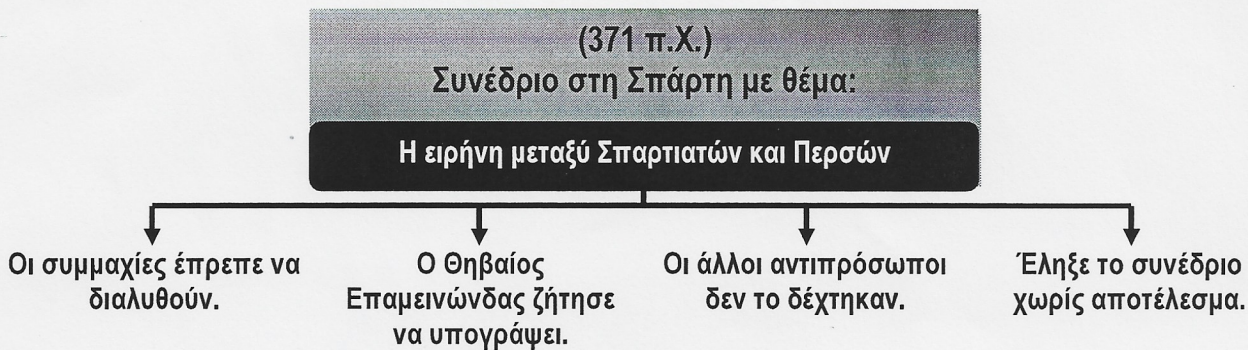 (371 π.Χ.)
Συνέδριο στη Σπάρτη με θέμα:
Η ειρήνη μεταξύ Σπαρτιατών και Περσών
Οι συμμαχίες έπρεπε να
διαλυθούν.
Ο Θηβαίος
Επαμεινώνδας ζήτησε
να υπογράψει.
Οι άλλοι αντιπρόσωποι
δεν το δέχτηκαν.
Έληξε το συνέδριο
χωρίς αποτέλεσμα.